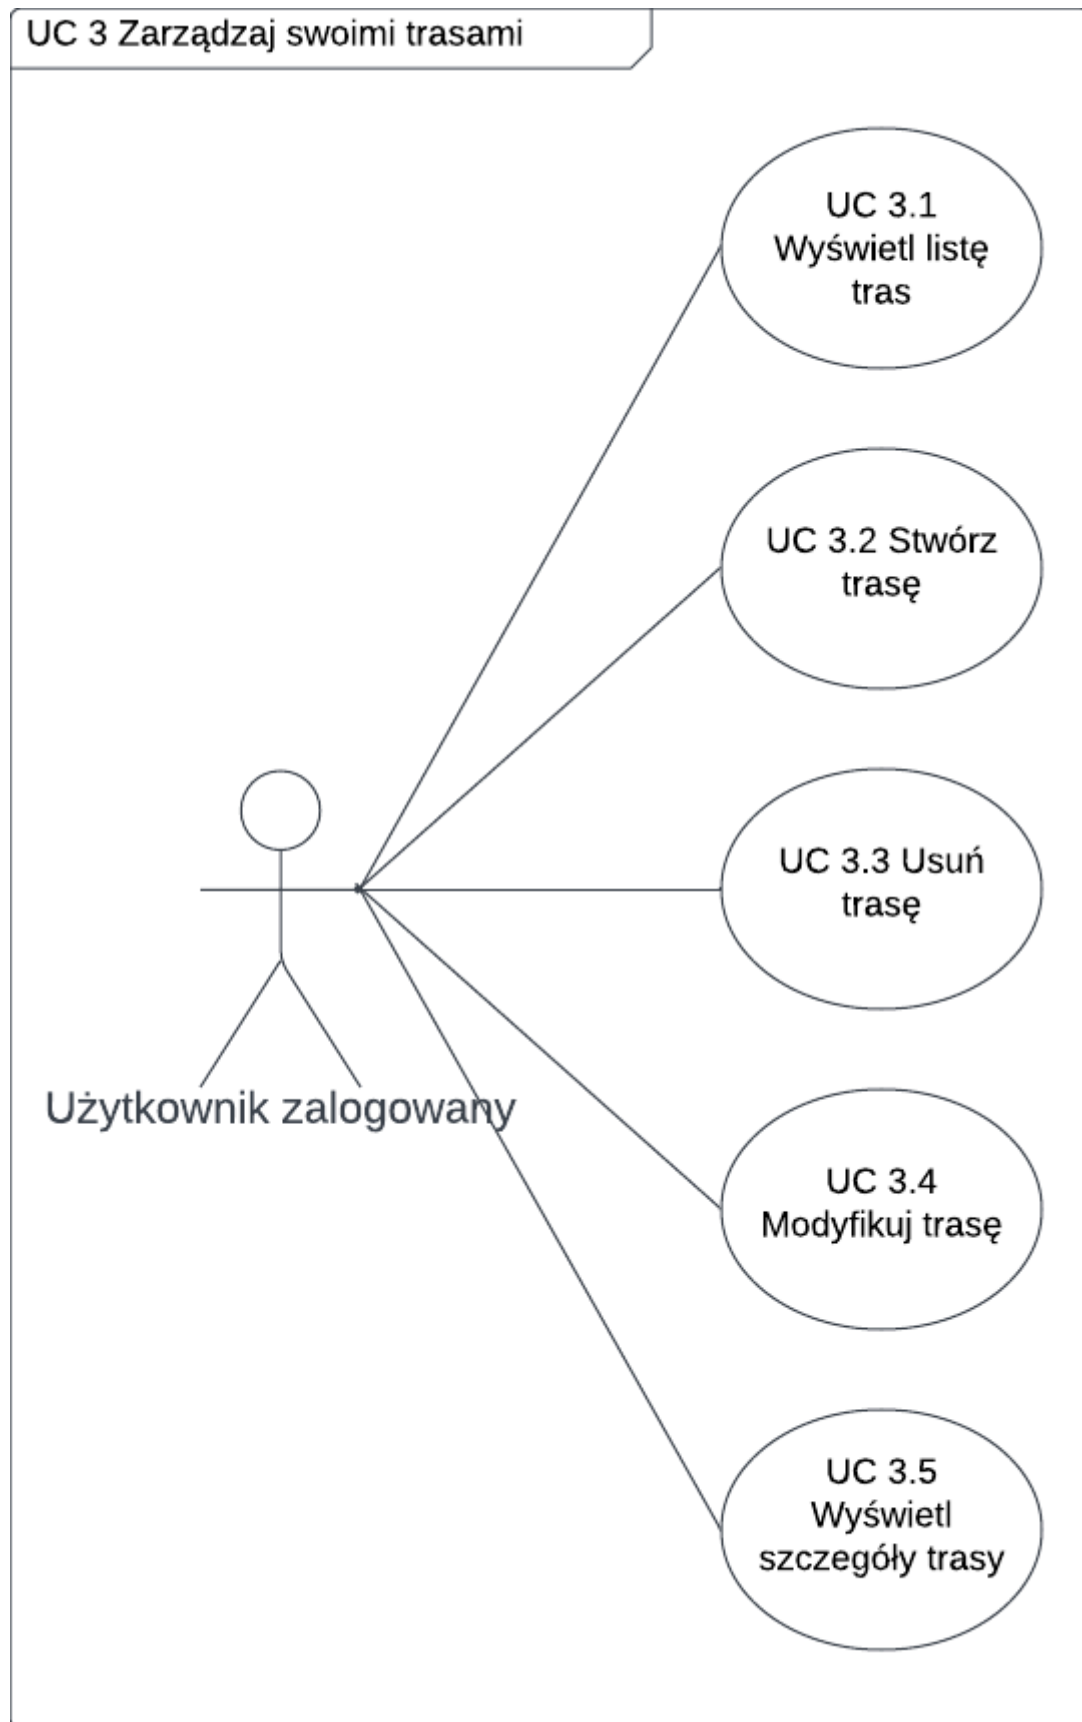 UC 3 Zarządzaj swoimi trasami
UC 3.1
Wyświetl listę
tras
UC 3.2 Stwórz
trasę
UC 3.3 Usuń
trasę
Użytkownik zalogowany
UC 3.4
Modyfikuj trasę
UC 3.5
Wyświetl
szczegóły trasy